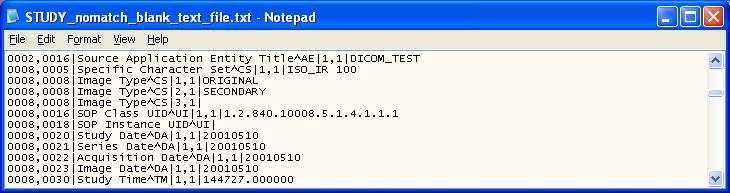 STUDY_nomatch_blank_text_file.txt - Notepad
File Edit Format View Help
0002,0016|Source Application Entity Title^AE|1,1|DICOM_TEST
0008,0005|Specific Character Set^CS|1,1|ISO_IR 100
0008,0008|Image Type^CS|1,1|ORIGINAL
0008,0008|Image Type^CS|2,1|SECONDARY
0008,0008|Image Type^CS|3,1|
0008,0016|SOP Class UID^UI|1,1|1.2.840.10008.5.1.4.1.1.1
0008,0018|SOP Instance UID^UI|
0008,0020|Study Date^DA|1,1|20010510
0008,0021|Series Date^DA|1,1|20010510
0008,0022|Acquisition Date^DA|1,1|20010510
0008,0023|Image Date^DA|1,1|20010510
0008,0030|Study Time^TM|1,1|144727.000000